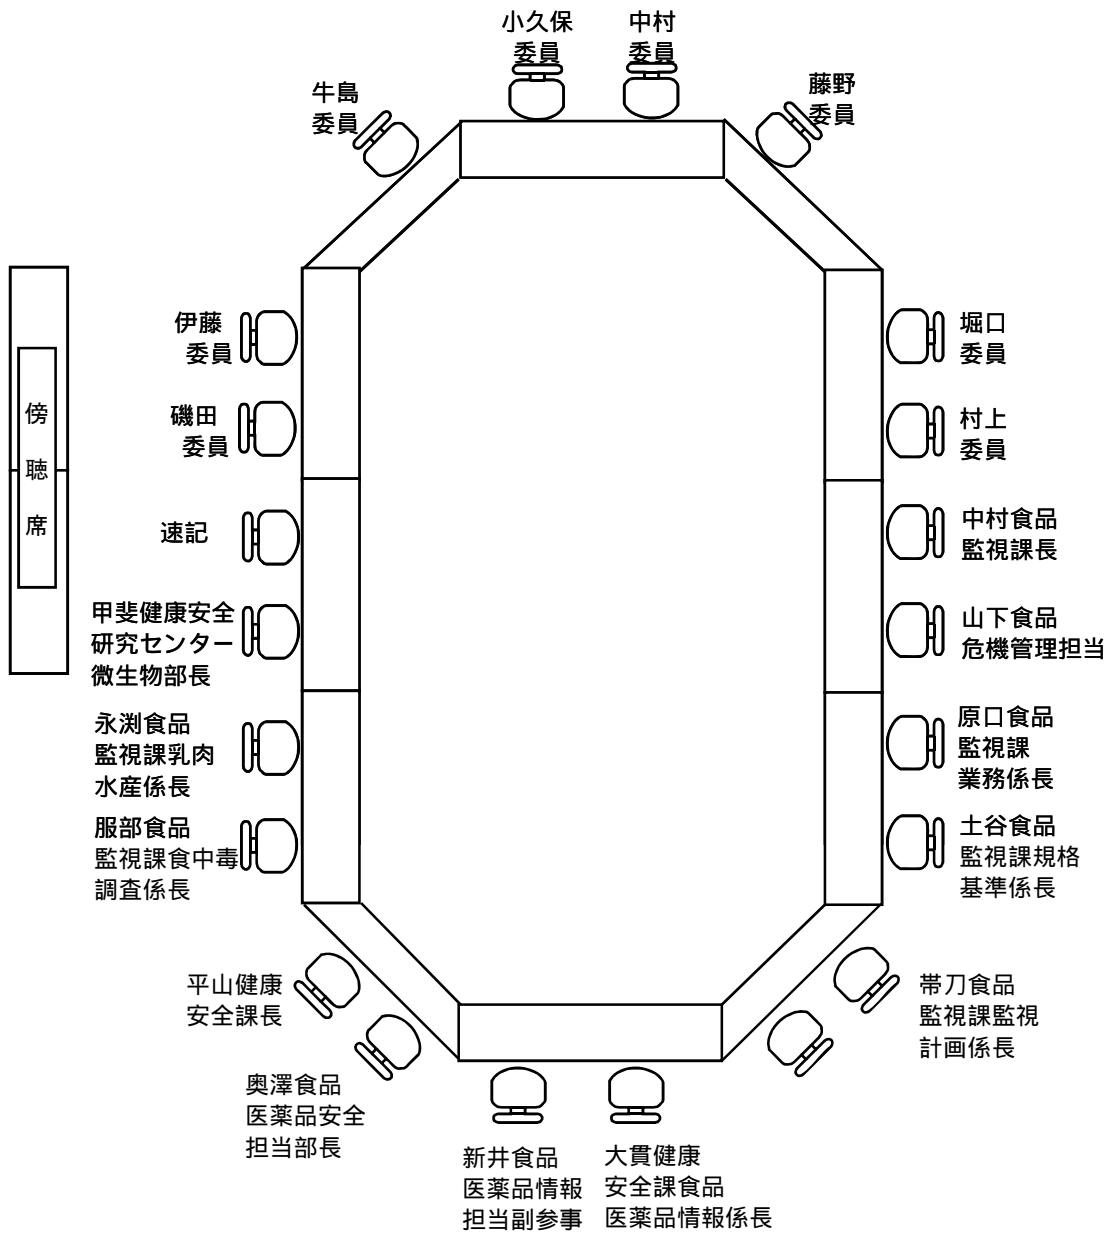 小久保
委員
中村
委員
牛島
委員
藤野
委員
傍
聴
席
伊藤
委員
磯田
委員
速記
甲斐健康安全
研究センター
微生物部長
永渕食品
監視課乳肉
水産係長
服部食品
監視課食中毒
調査係長
平山健康
安全課長
奥澤食品
医薬品安全
担当部長
新井食品
医薬品情報
担当副参事
大貫健康
安全課食品
医薬品情報係長
堀口
委員
村上
委員
中村食品
監視課長
山下食品
危機管理担当
原口食品
監視課
業務係長
土谷食品
監視課規格
基準係長
帯刀食品
監視課監視
計画係長